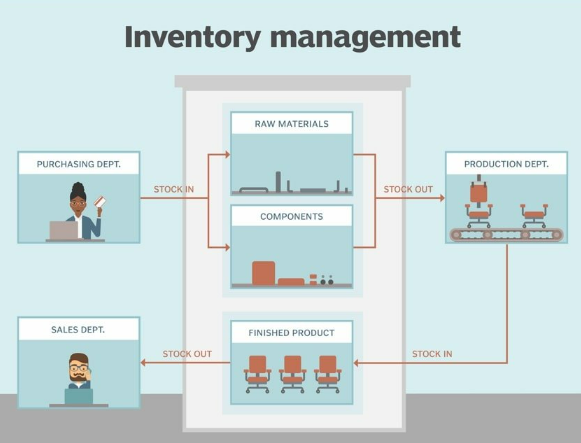 Inventory management
RAW MATERIALS
PURCHASING DEPT.
PRODUCTION DEPT.
STOCK IN
STOCK OUT
COMPONENTS
SALES DEPT.
FINISHED PRODUCT
STOCK OUT
STOCK IN